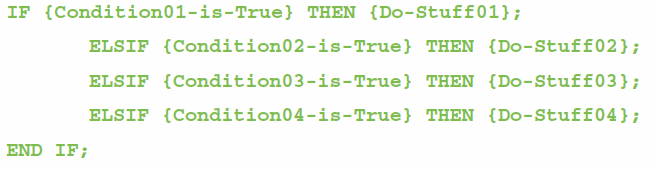 IF {Condition01-is-True} THEN {Do-Stuff01};
ELSIF {Condition02-is-True} THEN {Do-Stuff02};
ELSIF {Condition03-is-True} THEN {Do-Stuff03};
ELSIF {Condition04-is-True} THEN {Do-Stuff04};
END IF;